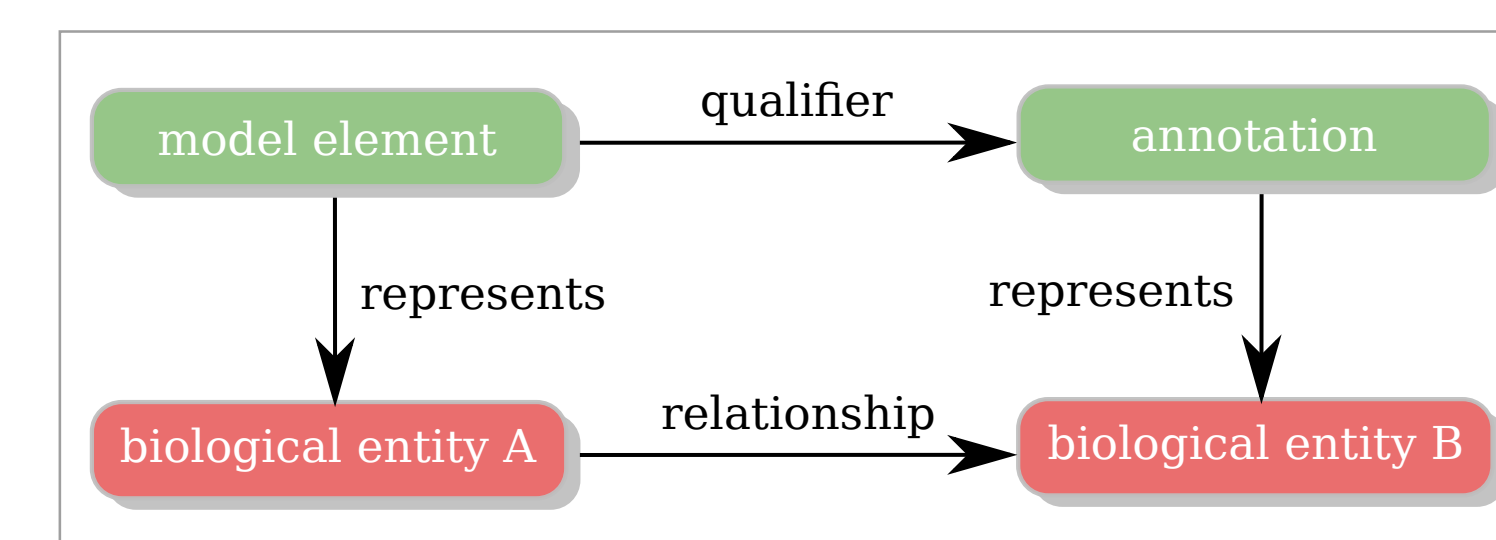 qualifier
model element
annotation
represents
represents
relationship
biological entity A
biological entity B